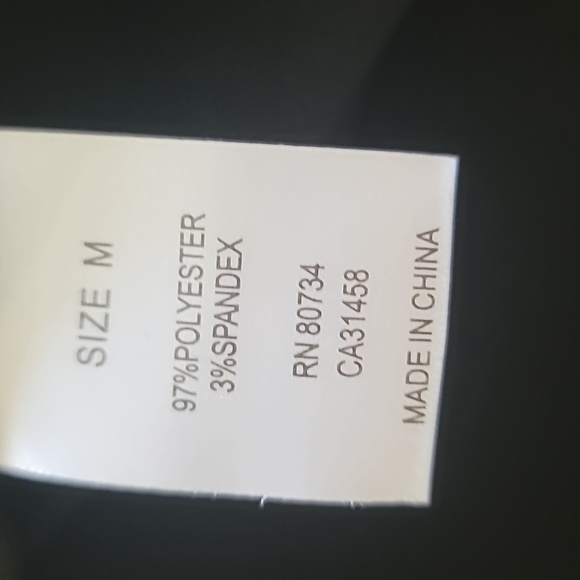 SIZE M
97%POLYESTER
3%SPANDEX
RN 80734
CA31458
MADE IN CHINA